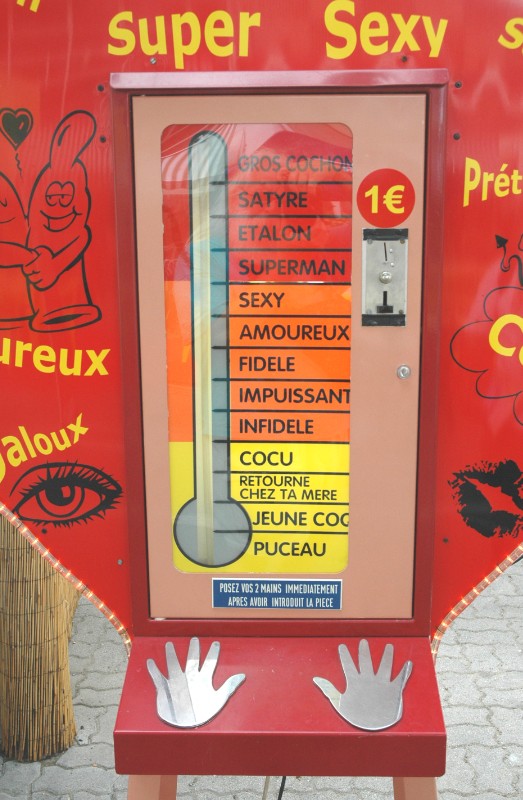 Super Sexy
GROS COCHON
SATYRE
ETALON
SUPERMAN
SEXY
AMOUREUX
FIDELE
IMPUISSANT
INFIDELE
COCU
RETOURNE
CHEZ TA MERE
JEUNE COQ
PUCEAU
1€
POSEZ VOS 2 MAINS IMMEDIATEMENT
APRES AVOIR INTRODUIT LA PIECE
ureux
Jaloux
Prét